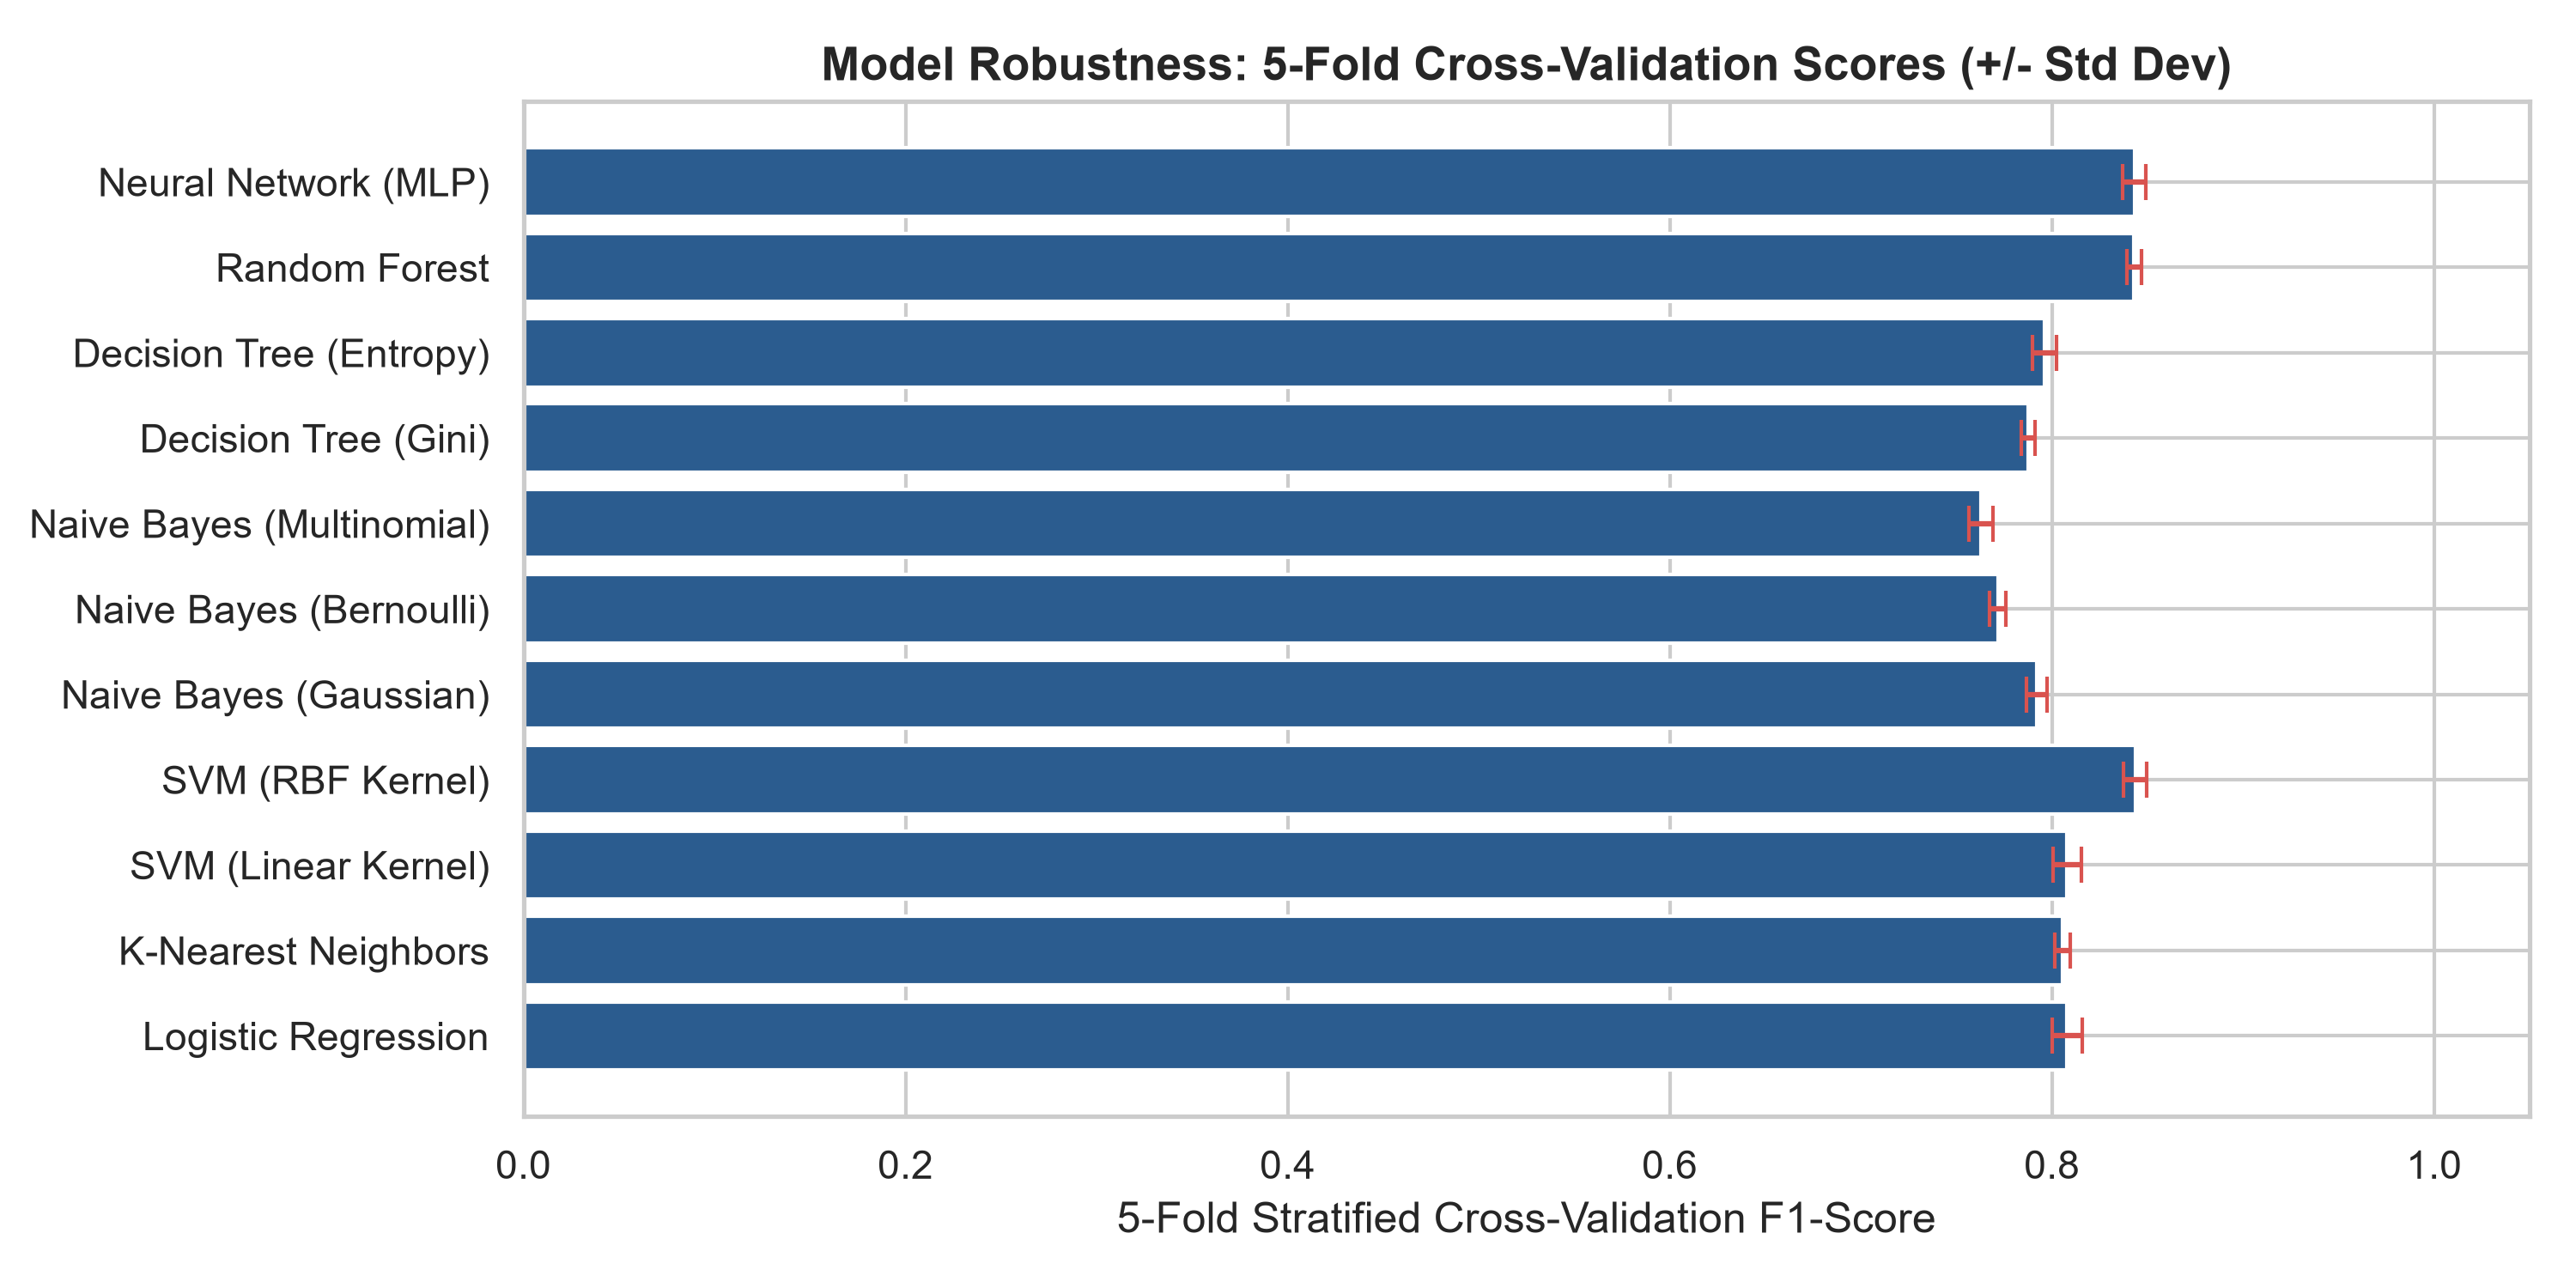 Model Robustness: 5-Fold Cross-Validation Scores (+/- Std Dev)
Neural Network (MLP)
Random Forest
Decision Tree (Entropy)
Decision Tree (Gini)
Naive Bayes (Multinomial)
Naive Bayes (Bernoulli)
Naive Bayes (Gaussian)
SVM (RBF Kernel)
SVM (Linear Kernel)
K-Nearest Neighbors
Logistic Regression
0.0 0.2 0.4 0.6 0.8 1.0
5-Fold Stratified Cross-Validation F1-Score